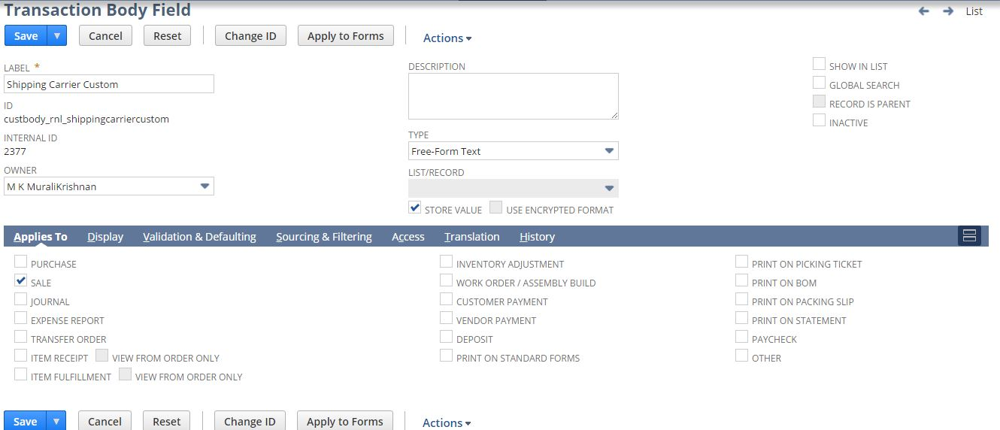 Transaction Body Field
List
Save Cancel Reset Change ID Apply to Forms Actions
LABEL *
Shipping Carrier Custom
ID
custbody_rnl_shippingcarriercustom
INTERNAL ID
2377
OWNER
M K MuraliKrishnan
DESCRIPTION
TYPE
Free-Form Text
LIST/RECORD
STORE VALUE USE ENCRYPTED FORMAT
SHOW IN LIST
GLOBAL SEARCH
RECORD IS PARENT
INACTIVE
Applies To Display Validation & Defaulting Sourcing & Filtering Access Translation History
PURCHASE
SALE
JOURNAL
EXPENSE REPORT
TRANSFER ORDER
ITEM RECEIPT VIEW FROM ORDER ONLY
ITEM FULFILLMENT VIEW FROM ORDER ONLY
INVENTORY ADJUSTMENT
WORK ORDER / ASSEMBLY BUILD
CUSTOMER PAYMENT
VENDOR PAYMENT
DEPOSIT
PRINT ON STANDARD FORMS
PRINT ON PICKING TICKET
PRINT ON BOM
PRINT ON PACKING SLIP
PRINT ON STATEMENT
PAYCHECK
OTHER
Save Cancel Reset Change ID Apply to Forms Actions